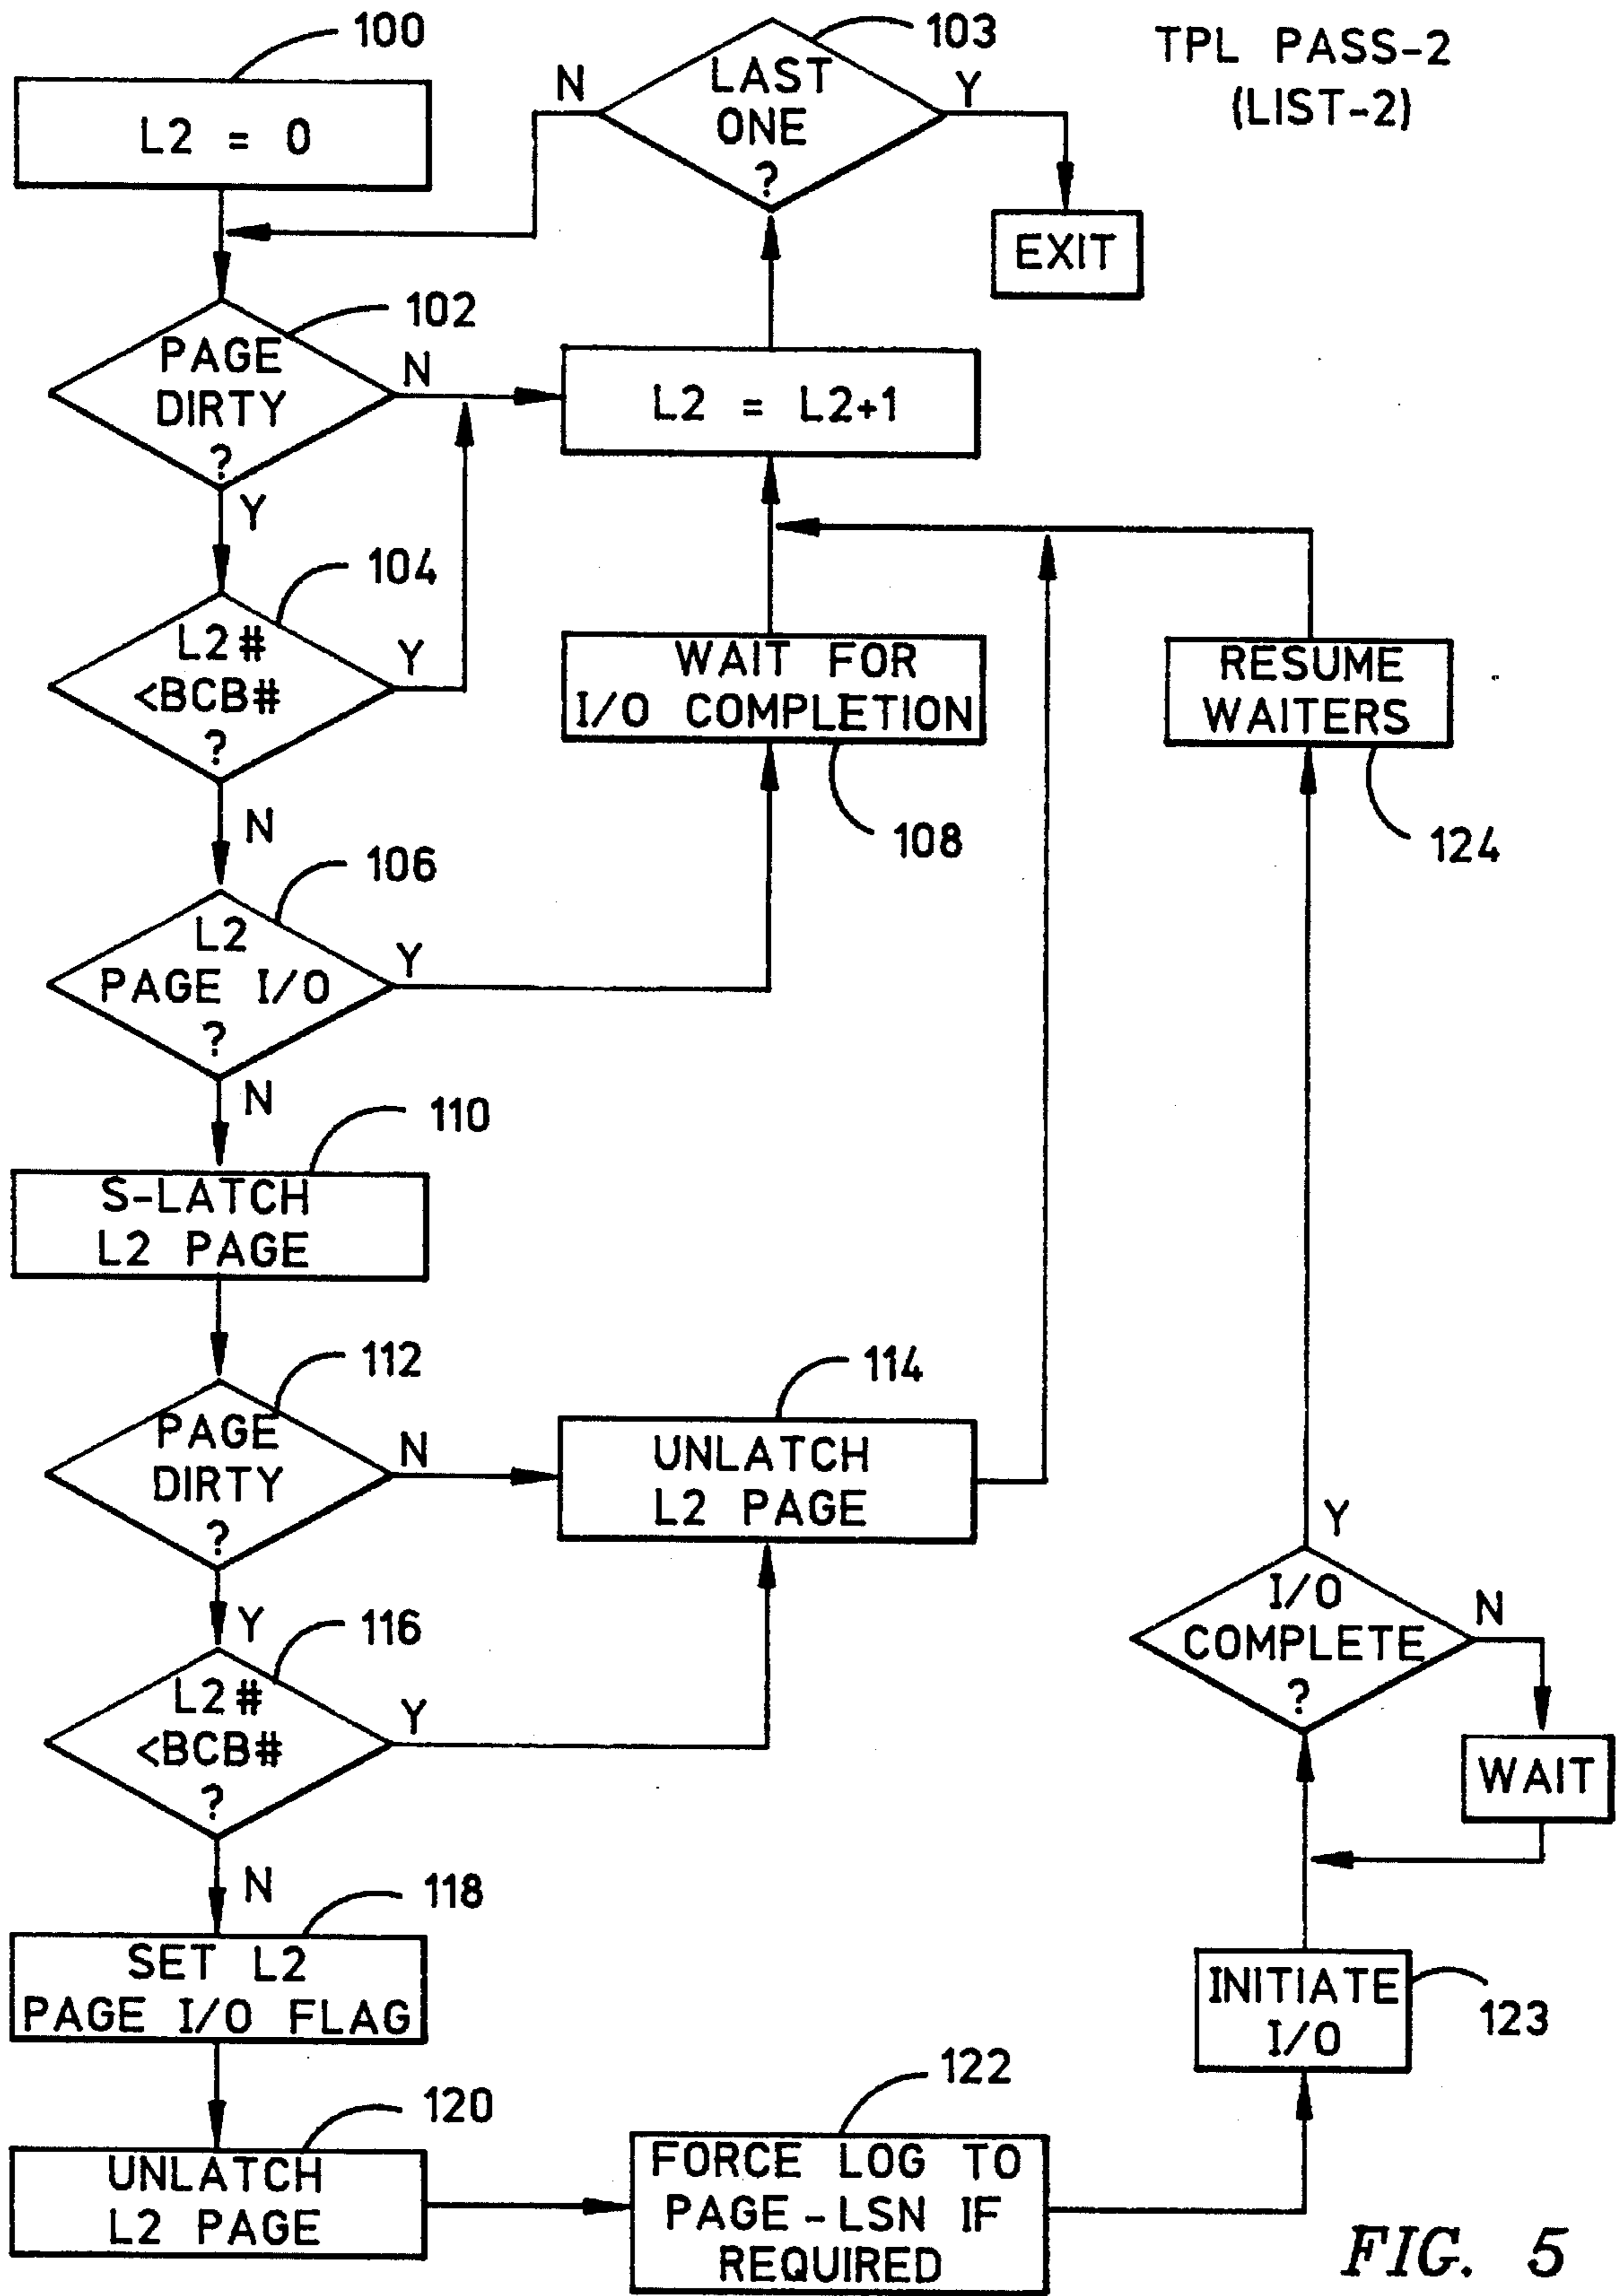 TPL PASS-2
(LIST-2)
100
L2 = 0
103
LAST
ONE
?
N
Y
EXIT
102
PAGE
DIRTY
?
N
Y
L2 = L2+1
104
L2#
<BCB#
?
Y
N
WAIT FOR
I/O COMPLETION
108
RESUME
WAITERS
124
106
L2
PAGE I/O
?
Y
N
110
S-LATCH
L2 PAGE
112
PAGE
DIRTY
?
N
Y
114
UNLATCH
L2 PAGE
116
L2#
<BCB#
?
Y
N
I/O
COMPLETE
?
Y
N
WAIT
118
SET L2
PAGE I/O FLAG
INITIATE
I/O
123
120
UNLATCH
L2 PAGE
122
FORCE LOG TO
PAGE-LSN IF
REQUIRED
FIG. 5